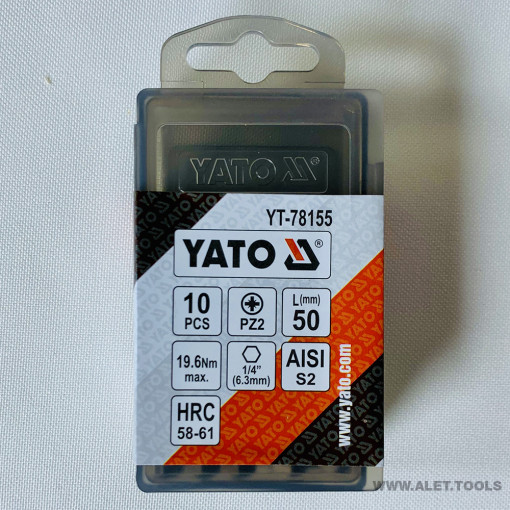 YATO ®
YT-78155
YATO ®
10
PCS
PZ2
L(mm)
50
19.6Nm
max.
1/4"
(6.3mm)
AISI
S2
HRC
58-61
www.yato.com
WWW.ALET.TOOLS